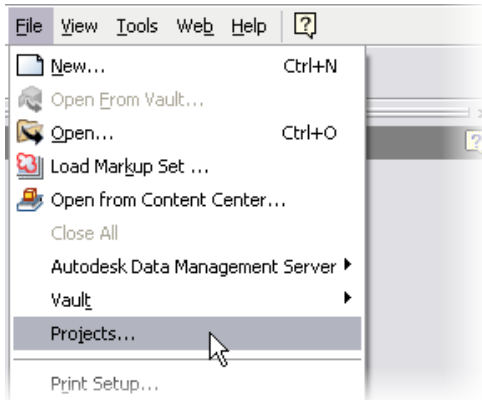 File View Tools Web Help ?
New... Ctrl+N
Open From Vault...
Open... Ctrl+O
Load Markup Set ...
Open from Content Center...
Close All
Autodesk Data Management Server
Vault
Projects...
Print Setup...